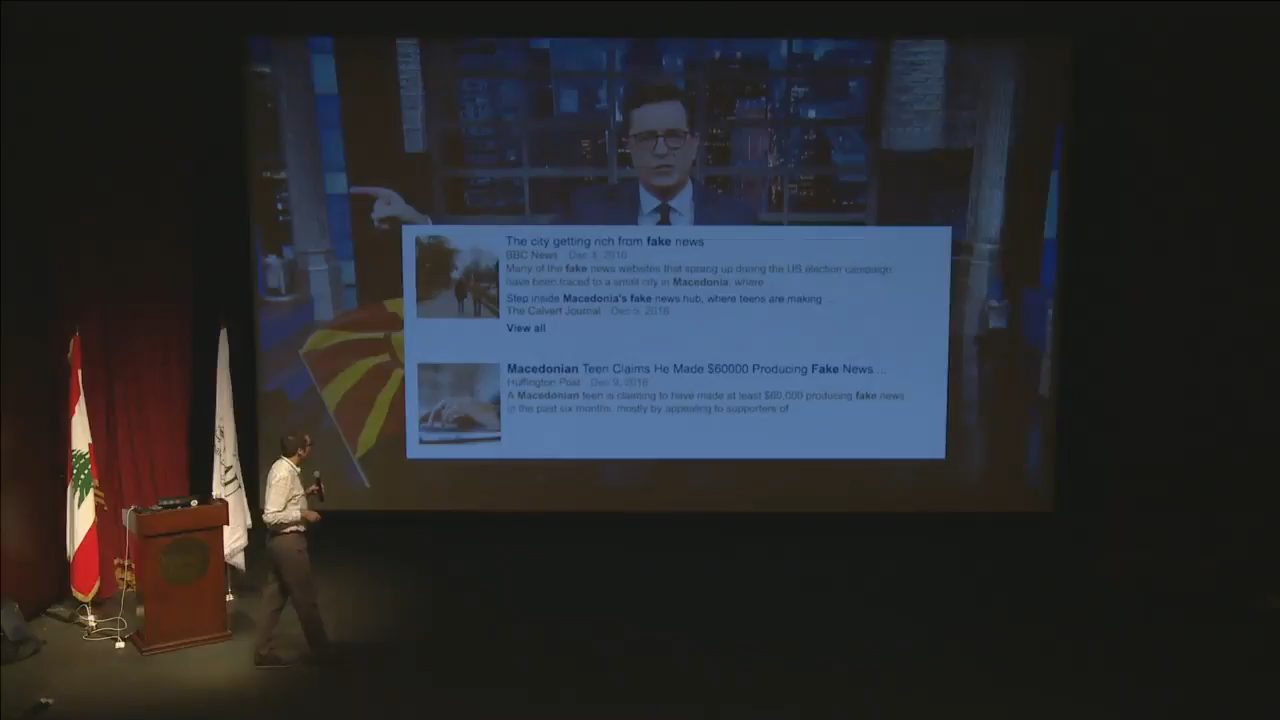 The city getting rich from fake news
BBC News Dec 4, 2016
Many of the fake news websites that sprang up during the US election campaign
have been traced to a small city in Macedonia, where
Step inside Macedonia's fake news hub, where teens are making ...
The Calvert Journal Dec 5, 2016
View all
Macedonian Teen Claims He Made $60000 Producing Fake News ...
Huffington Post Dec 9, 2016
A Macedonian teen is claiming to have made at least $60,000 producing fake news
in the past six months, mostly by appealing to supporters of